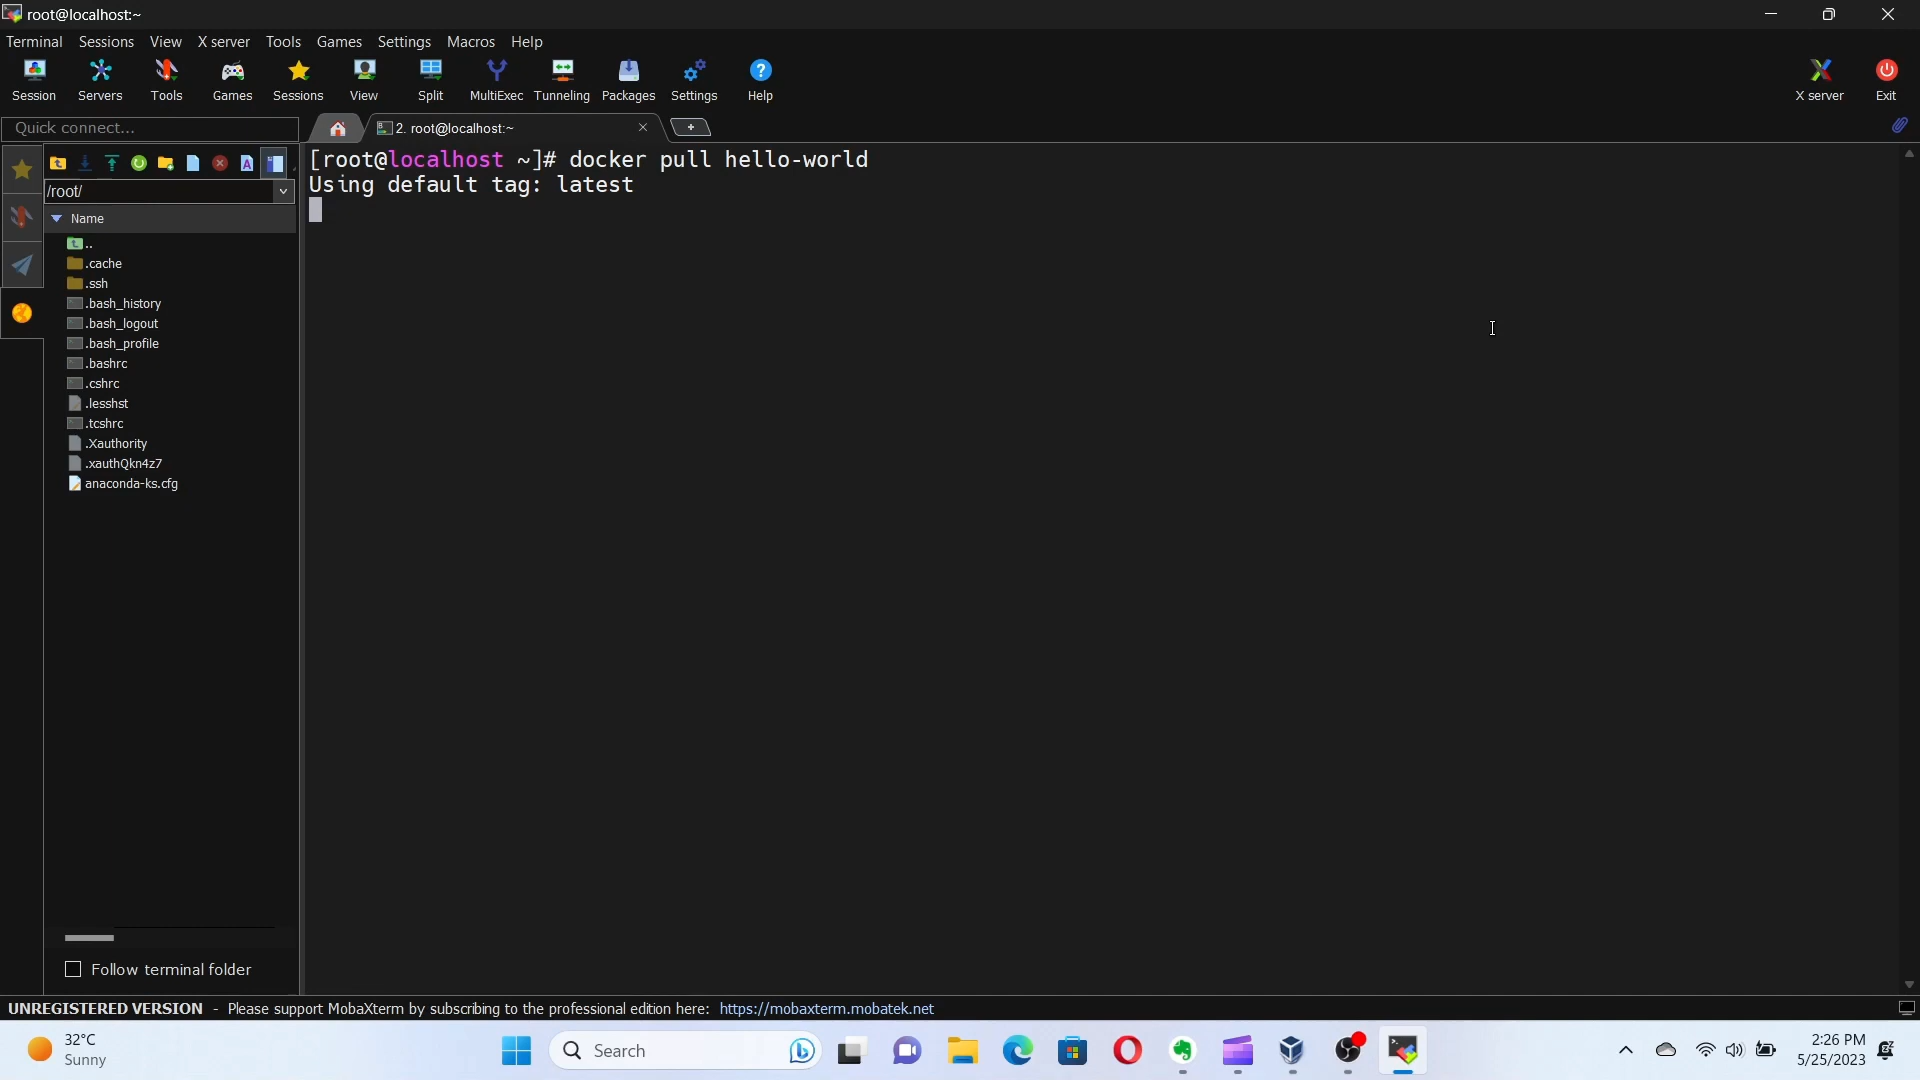 root@localhost:~
Terminal Sessions View X server Tools Games Settings Macros Help
Session Servers Tools Games Sessions View Split MultiExec Tunneling Packages Settings Help X server Exit
Quick connect...
2. root@localhost:~
[root@localhost ~]# docker pull hello-world
Using default tag: latest
/root/
Name
..
.cache
.ssh
.bash_history
.bash_logout
.bash_profile
.bashrc
.cshrc
.lesshst
.tcshrc
.Xauthority
.xauthQkn4z7
anaconda-ks.cfg
Follow terminal folder
UNREGISTERED VERSION - Please support MobaXterm by subscribing to the professional edition here: https://mobaxterm.mobatek.net
32°C
Sunny
Search
2:26 PM
5/25/2023